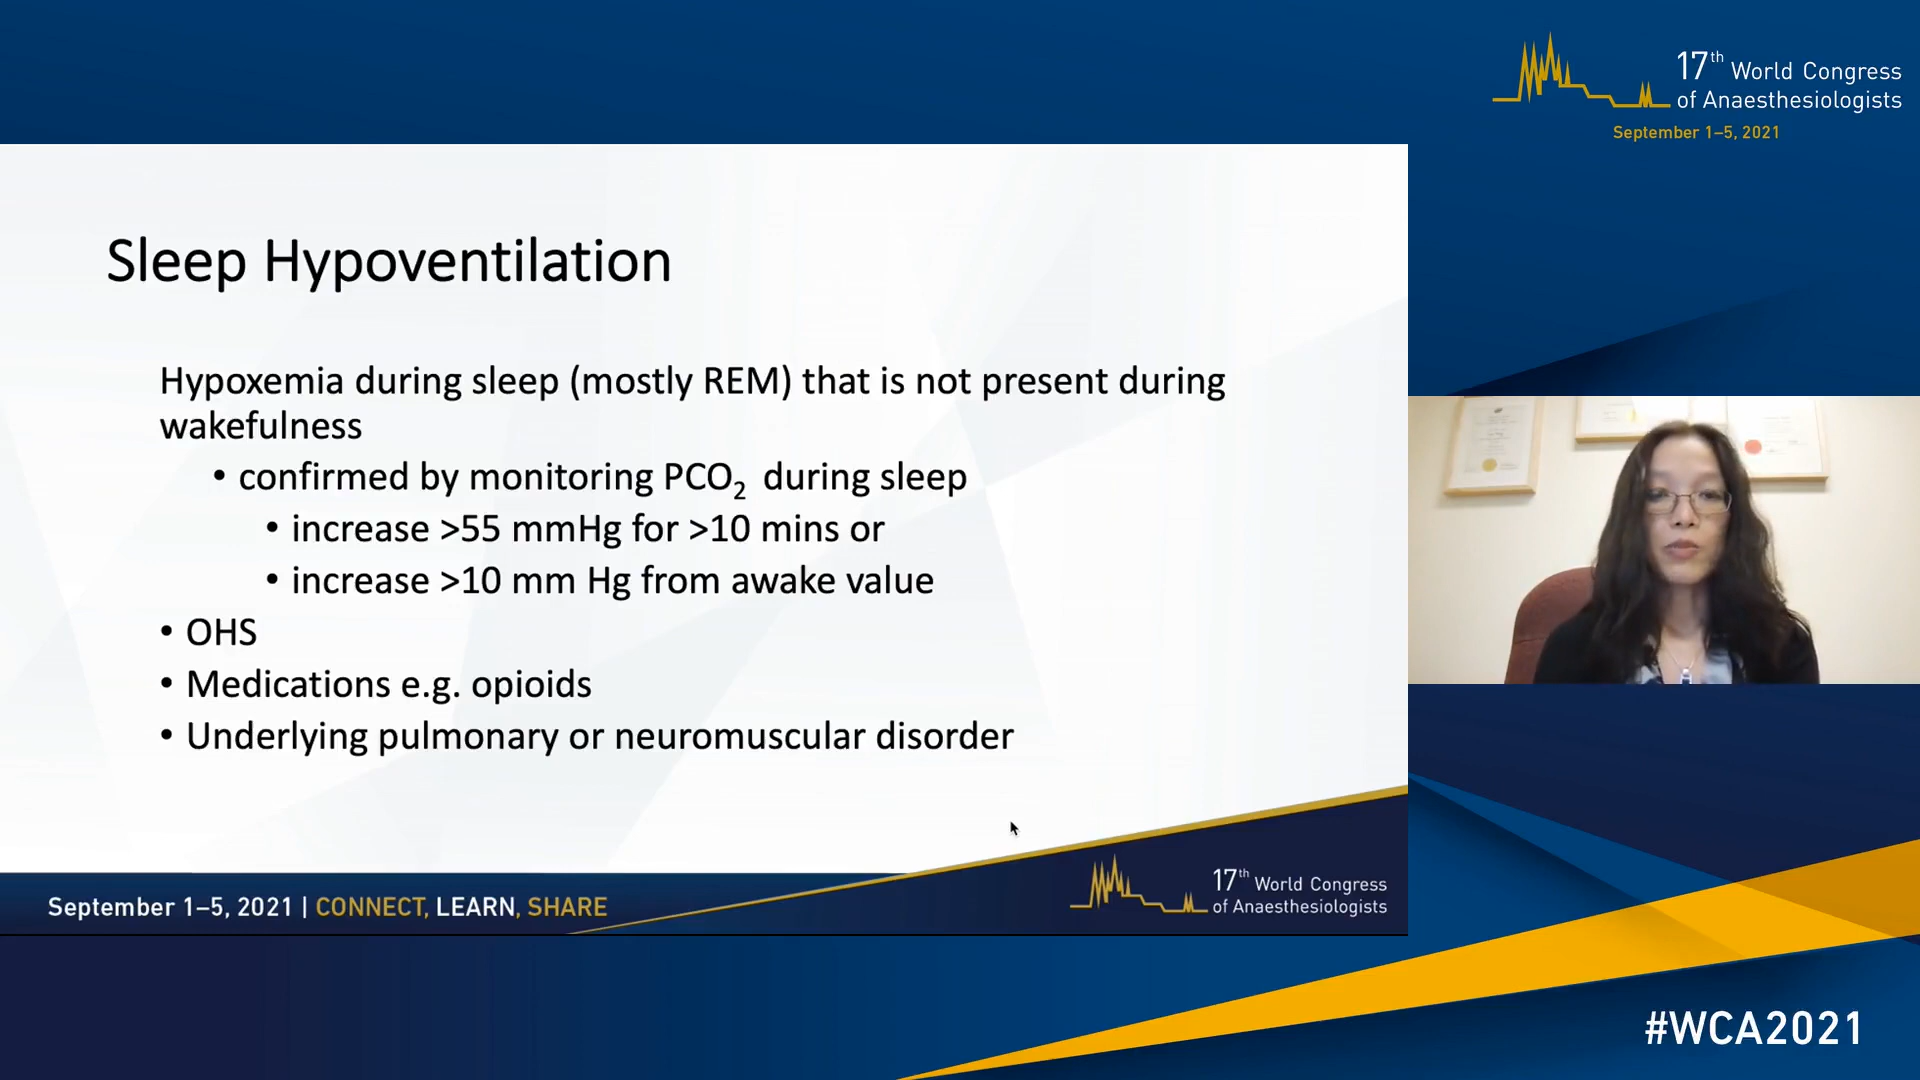 17th World Congress
of Anaesthesiologists
September 1–5, 2021
Sleep Hypoventilation
Hypoxemia during sleep (mostly REM) that is not present during
wakefulness
• confirmed by monitoring PCO₂ during sleep
• increase >55 mmHg for >10 mins or
• increase >10 mm Hg from awake value
• OHS
• Medications e.g. opioids
• Underlying pulmonary or neuromuscular disorder
September 1–5, 2021 | CONNECT, LEARN, SHARE
17th World Congress
of Anaesthesiologists
#WCA2021